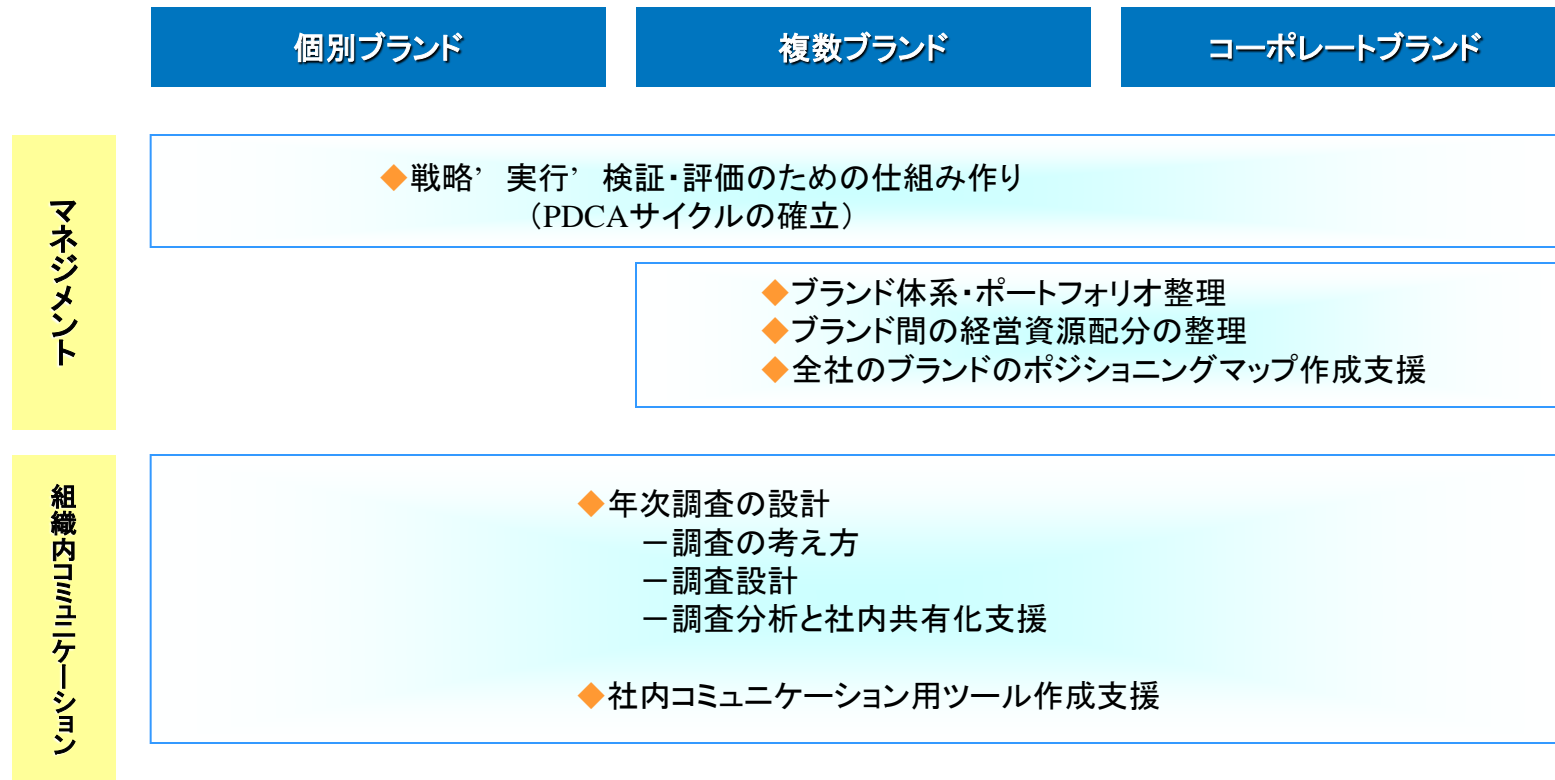 個別ブランド
複数ブランド
コーポレートブランド
マネジメント
◆戦略’ 実行’ 検証・評価のための仕組み作り
（PDCAサイクルの確立）
◆ブランド体系・ポートフォリオ整理
◆ブランド間の経営資源配分の整理
◆全社のブランドのポジショニングマップ作成支援
組織内コミュニケーション
◆年次調査の設計
－調査の考え方
－調査設計
－調査分析と社内共有化支援
◆社内コミュニケーション用ツール作成支援